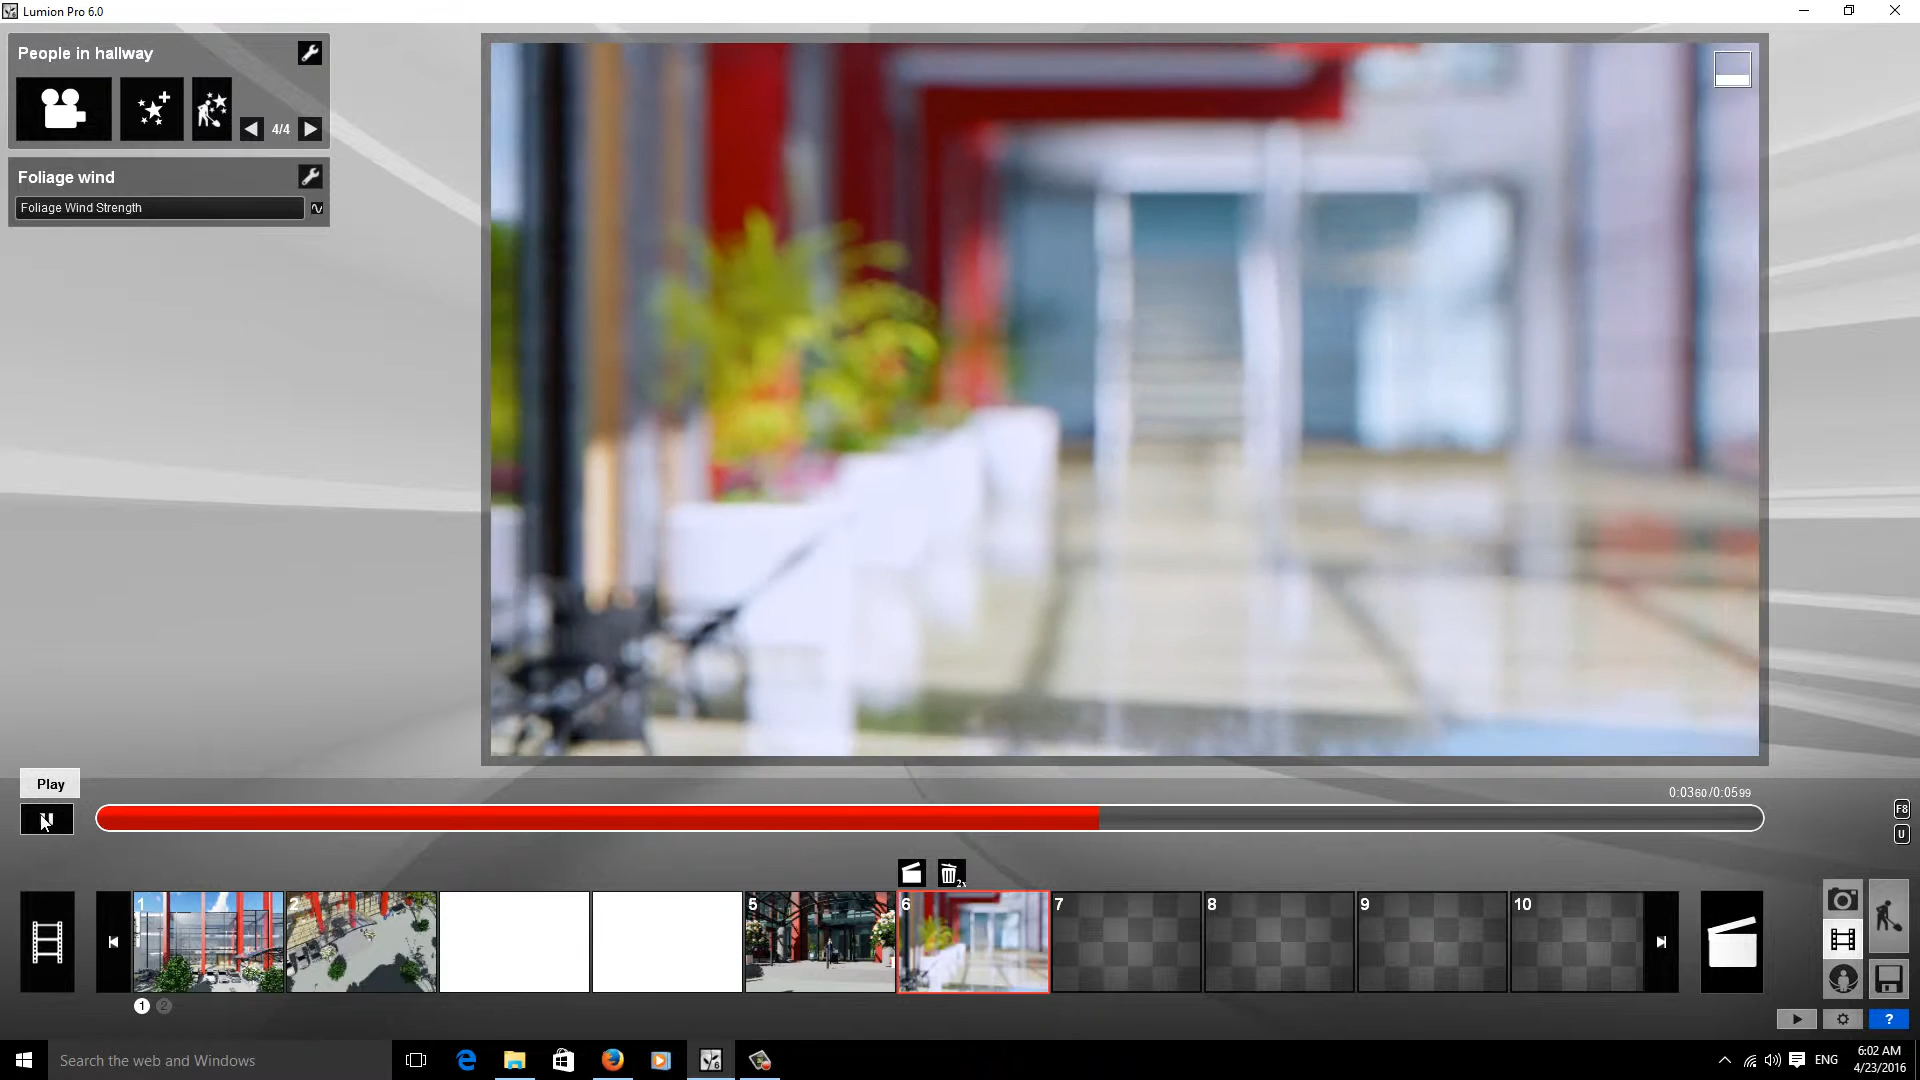 Lumion Pro 6.0
People in hallway
4/4
Foliage wind
Foliage Wind Strength
Play
0:0360/0:0599
F8
U
2x
1
2
5
6
7
8
9
10
1
2
?
Search the web and Windows
ENG
6:02 AM
4/23/2016